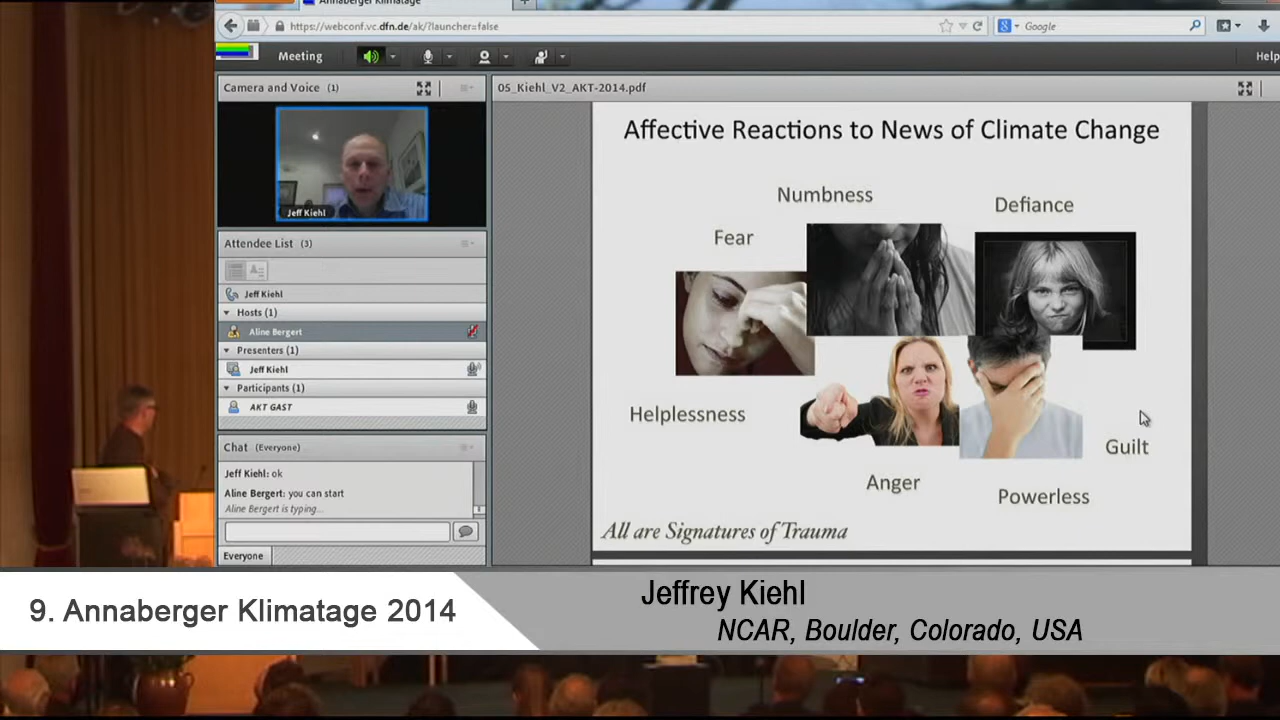 Annaberger Klimatage
https://webconf.vc.dfn.de/ak/?launcher=false
Google
Meeting
Help
Camera and Voice (1)
Jeff Kiehl
Attendee List (3)
Jeff Kiehl
Hosts (1)
Aline Bergert
Presenters (1)
Jeff Kiehl
Participants (1)
AKT GAST
Chat (Everyone)
Jeff Kiehl: ok
Aline Bergert: you can start
Aline Bergert is typing...
Everyone
05_Kiehl_V2_AKT-2014.pdf
Affective Reactions to News of Climate Change
Numbness
Defiance
Fear
Helplessness
Guilt
Anger
Powerless
All are Signatures of Trauma
9. Annaberger Klimatage 2014
Jeffrey Kiehl
NCAR, Boulder, Colorado, USA